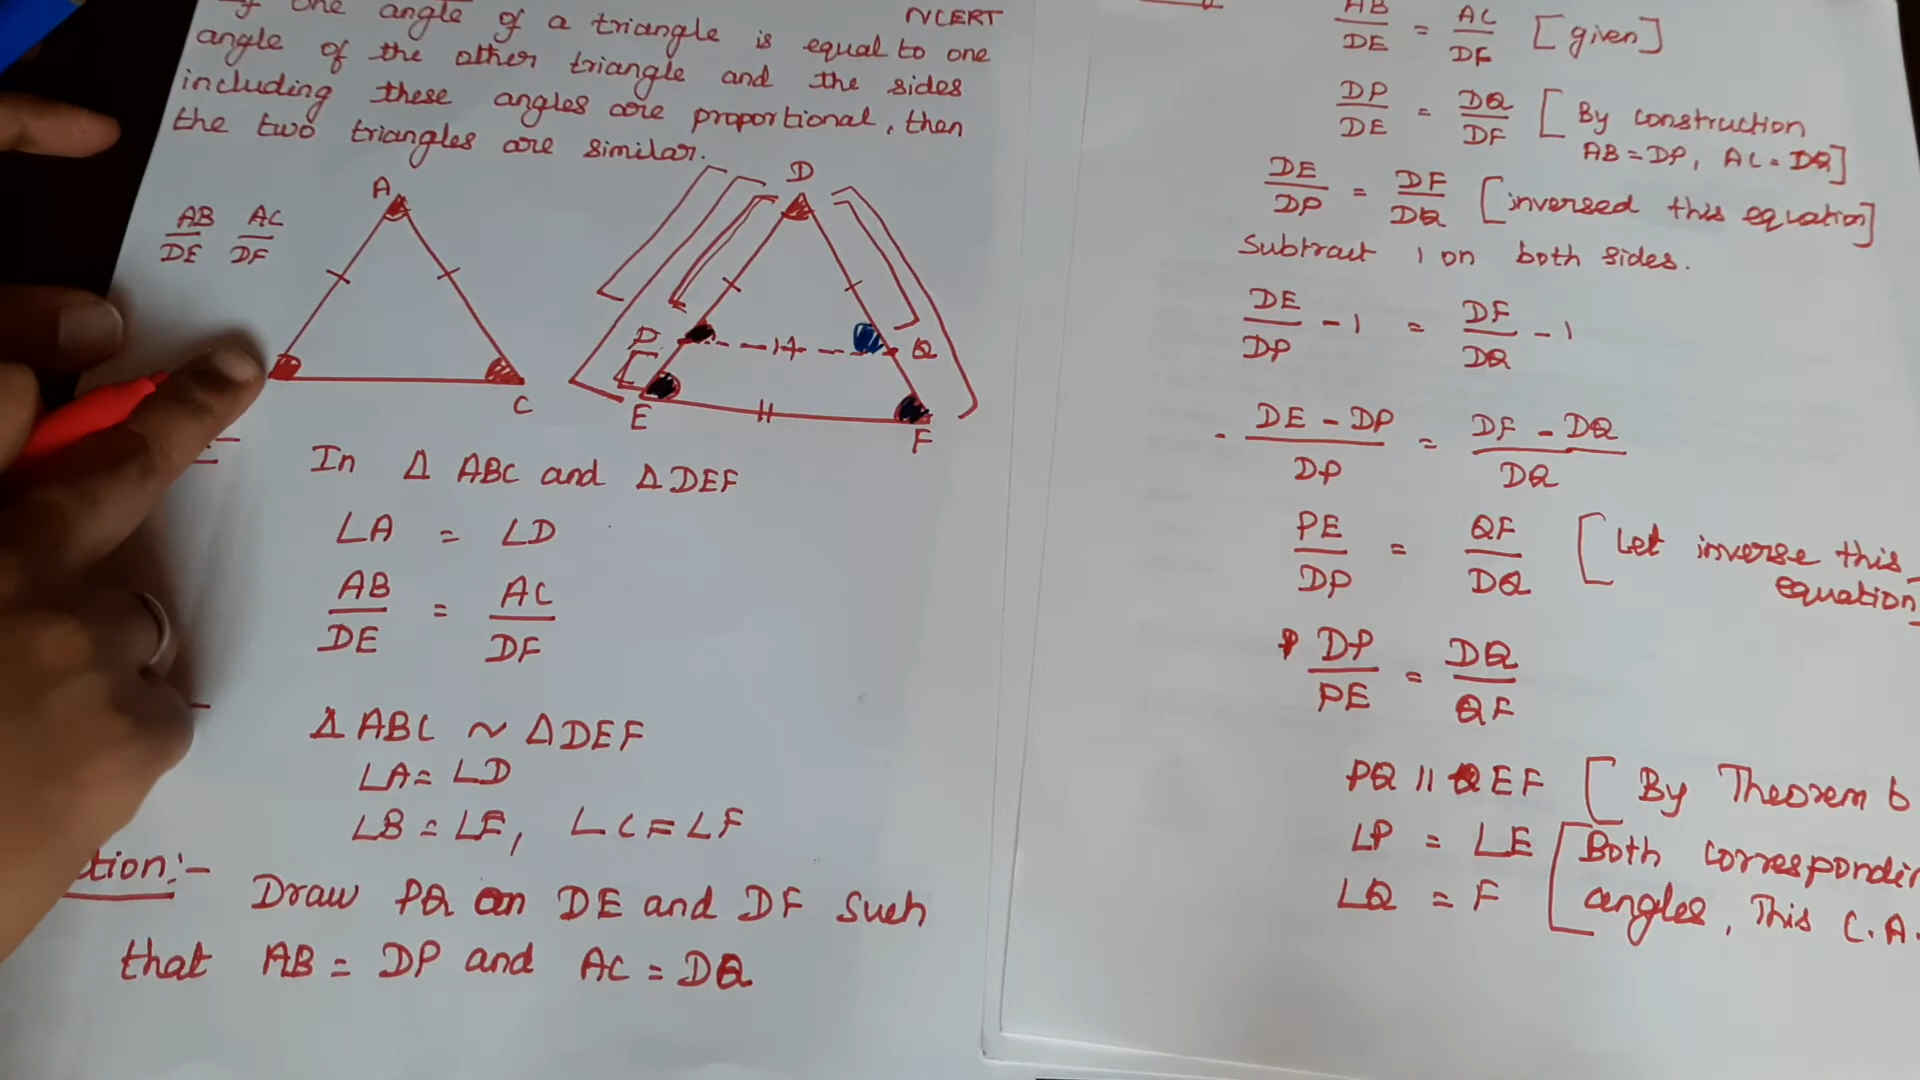 one angle of a triangle is equal to one
NCERT
angle of the other triangle and the sides
including these angles are proportional, then
the two triangles are similar.
AB/DE AC/DF
A
C
D
P
Q
E
F
In Δ ABC and Δ DEF
∠A = ∠D
AB/DE = AC/DF
Δ ABC ~ Δ DEF
∠A = ∠D
∠B = ∠E, ∠C = ∠F
tion:-
Draw PQ on DE and DF such
that AB = DP and AC = DQ
AB/DE = AC/DF [given]
DP/DE = DQ/DF [By construction
AB = DP, AC = DQ]
DE/DP = DF/DQ [inversed this equation]
Subtract 1 on both sides.
DE/DP - 1 = DF/DQ - 1
DE - DP/DP = DF - DQ/DQ
PE/DP = QF/DQ [Let inverse this
equation
DP/PE = DQ/QF
PQ || EF [By Theorem 6
∠P = ∠E [Both
∠Q = F angles, This C.A.